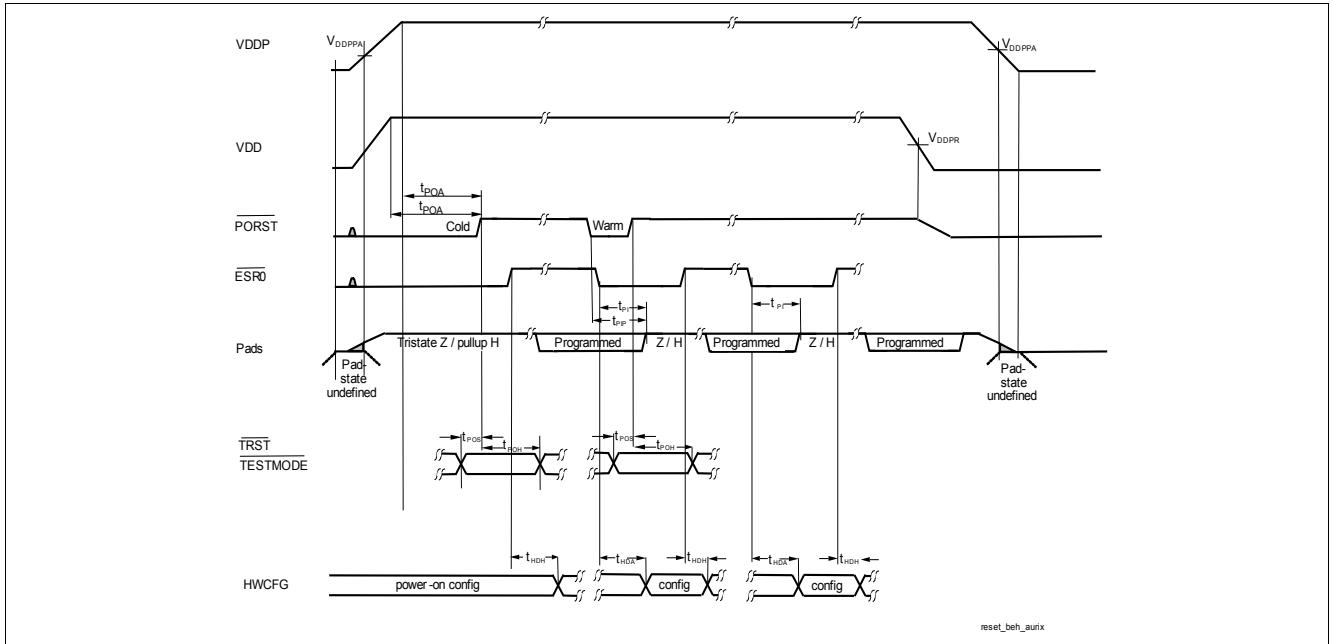 VDDP
VDDPPA
VDDPPA
VDD
VDDPR
tPOA
tPOA
PORST
Cold
Warm
ESR0
tPI
tPI
tPIP
Pads
Tristate Z / pullup H
Programmed
Z / H
Programmed
Z / H
Programmed
Pad-
state
undefined
Pad-
state
undefined
TRST
TESTMODE
tPOS
tPOH
tPOS
tPOH
tHDH
tHDA
tHDH
tHDA
tHDH
HWCFG
power -on config
config
config
reset_beh_aurix